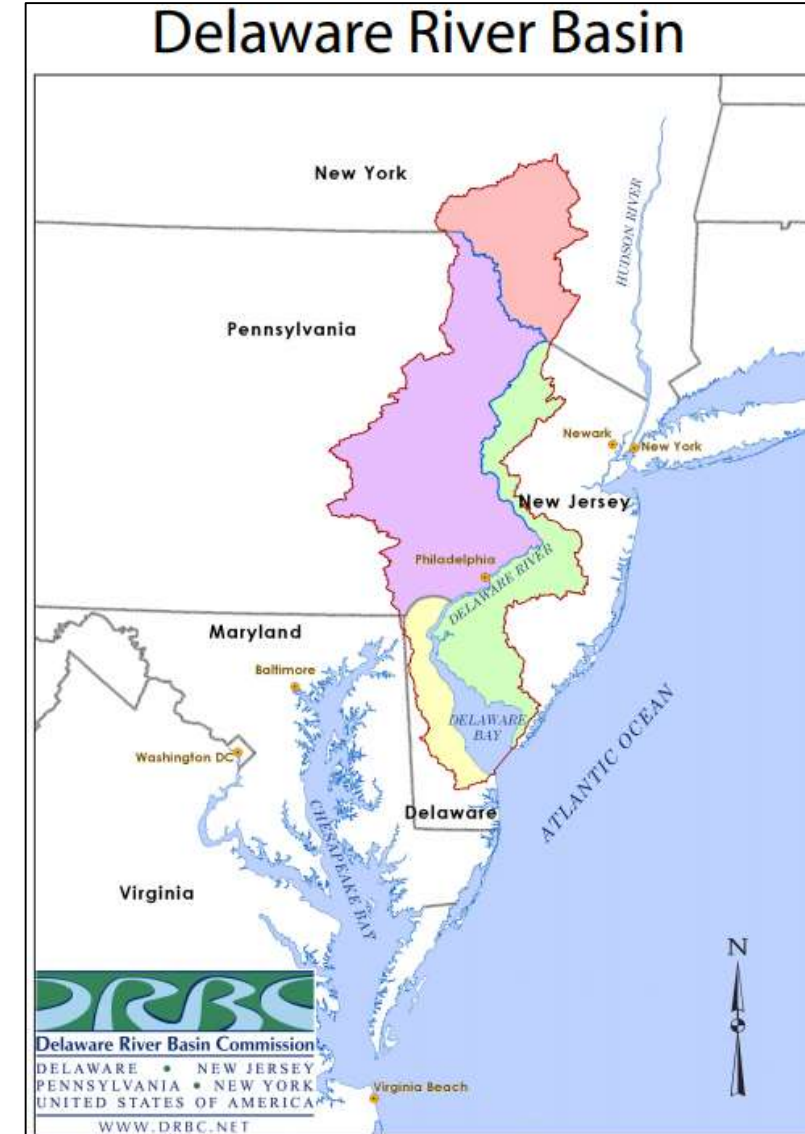 Delaware River Basin
New York
HUDSON RIVER
Pennsylvania
Newark
New York
New Jersey
Philadelphia
DELAWARE RIVER
Maryland
Baltimore
DELAWARE
BAY
Washington DC
ATLANTIC OCEAN
Delaware
CHESAPEAKE BAY
Virginia
N
DRBC
Delaware River Basin Commission
DELAWARE • NEW JERSEY
PENNSYLVANIA • NEW YORK
UNITED STATES OF AMERICA
WWW.DRBC.NET
Virginia Beach